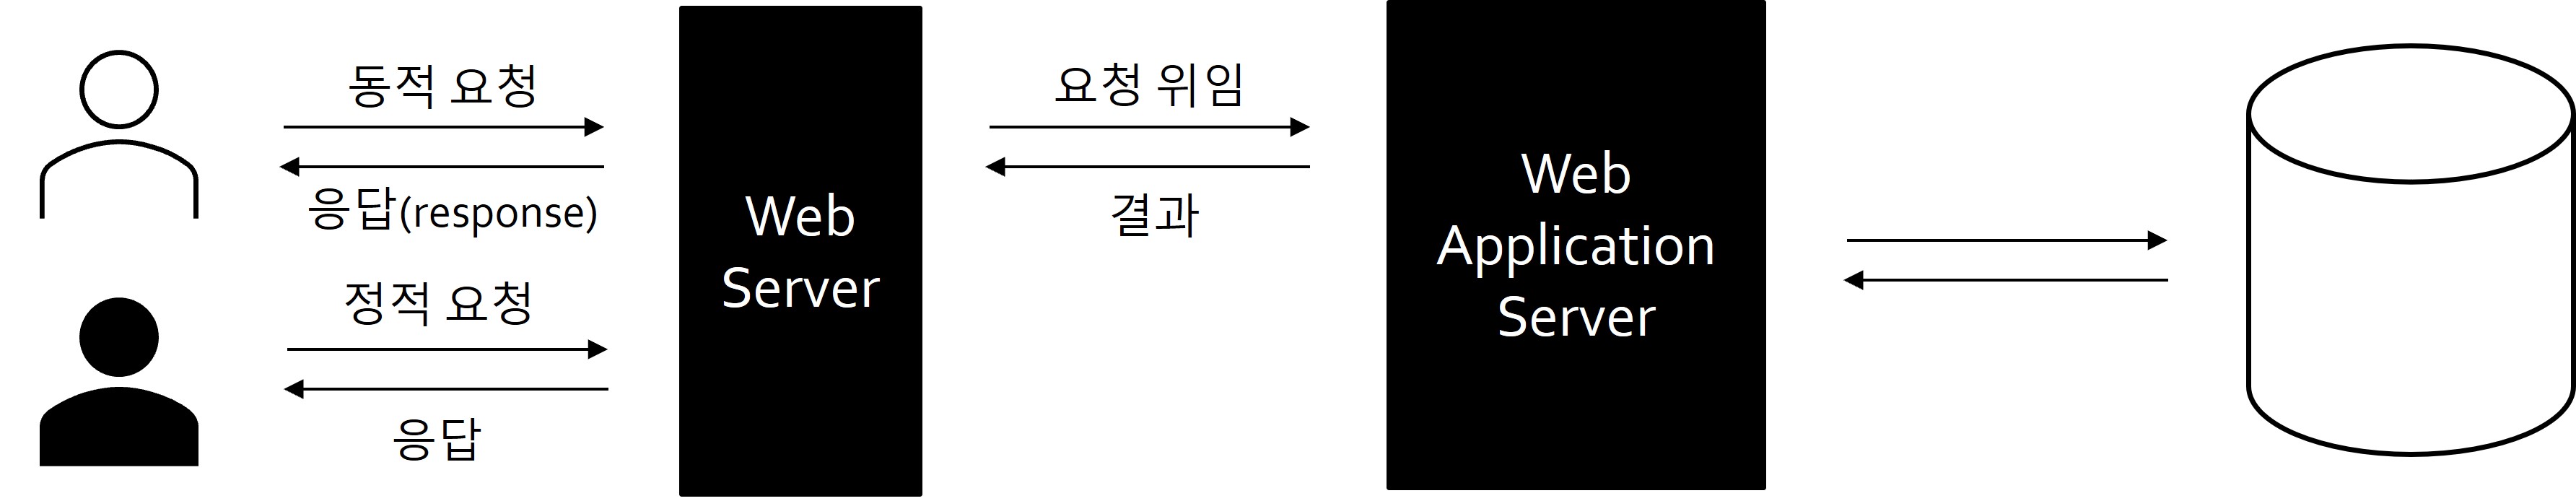 동적 요청
응답(response)
정적 요청
응답
Web
Server
요청 위임
결과
Web
Application
Server